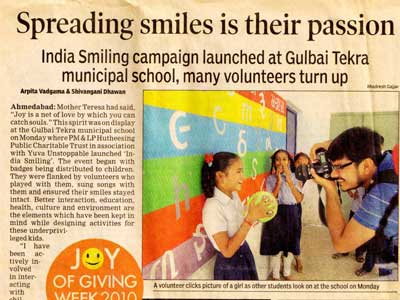 Spreading smiles is their passion
India Smiling campaign launched at Gulbai Tekra
municipal school, many volunteers turn up
Arpita Vadgama & Shivangani Dhawan
Bhadresh Gajjar
Ahmedabad: Mother Teresa had said,
"Joy is a net of love by which you can
catch souls." This spirit was on display
at the Gulbai Tekra municipal school
on Monday where PM & LP Hutheesing
Public Charitable Trust in association
with Yuva Unstoppable launched 'In-
dia Smiling'. The event began with
badges being distributed to children.
They were flanked by volunteers who
played with them, sung songs with
them and ensured their smiles stayed
intact. Better interaction, education,
health, culture and environment are
the elements which have been kept in
mind while designing activities for
these underprivi-
leged kids.
"I have
been ac-
tively in-
volved in
inter-
acting
with
JOY
OF GIVING
WEEK 2010
A volunteer clicks picture of a girl as other students look on at the school on Monday